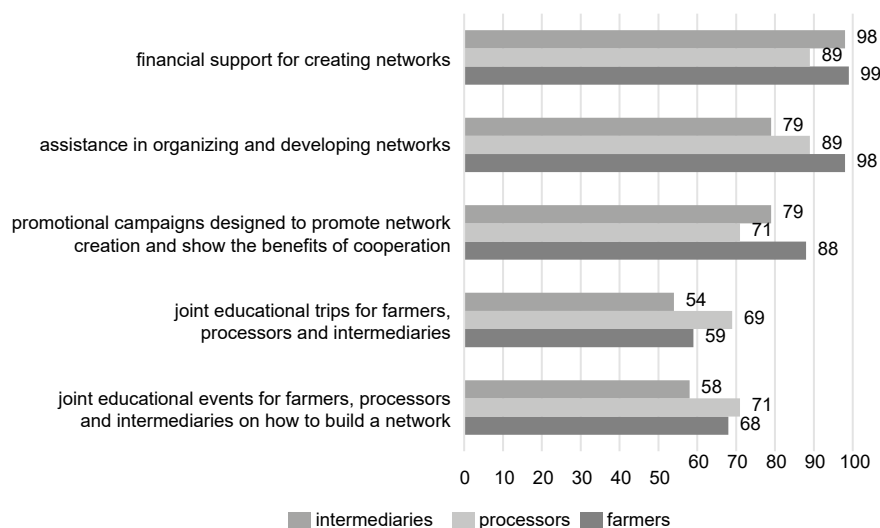 98
financial support for creating networks
89
99
79
assistance in organizing and developing networks
89
98
promotional campaigns designed to promote network
creation and show the benefits of cooperation
79
71
88
joint educational trips for farmers,
processors and intermediaries
54
69
59
joint educational events for farmers, processors
and intermediaries on how to build a network
58
71
68
0 10 20 30 40 50 60 70 80 90 100
intermediaries processors farmers